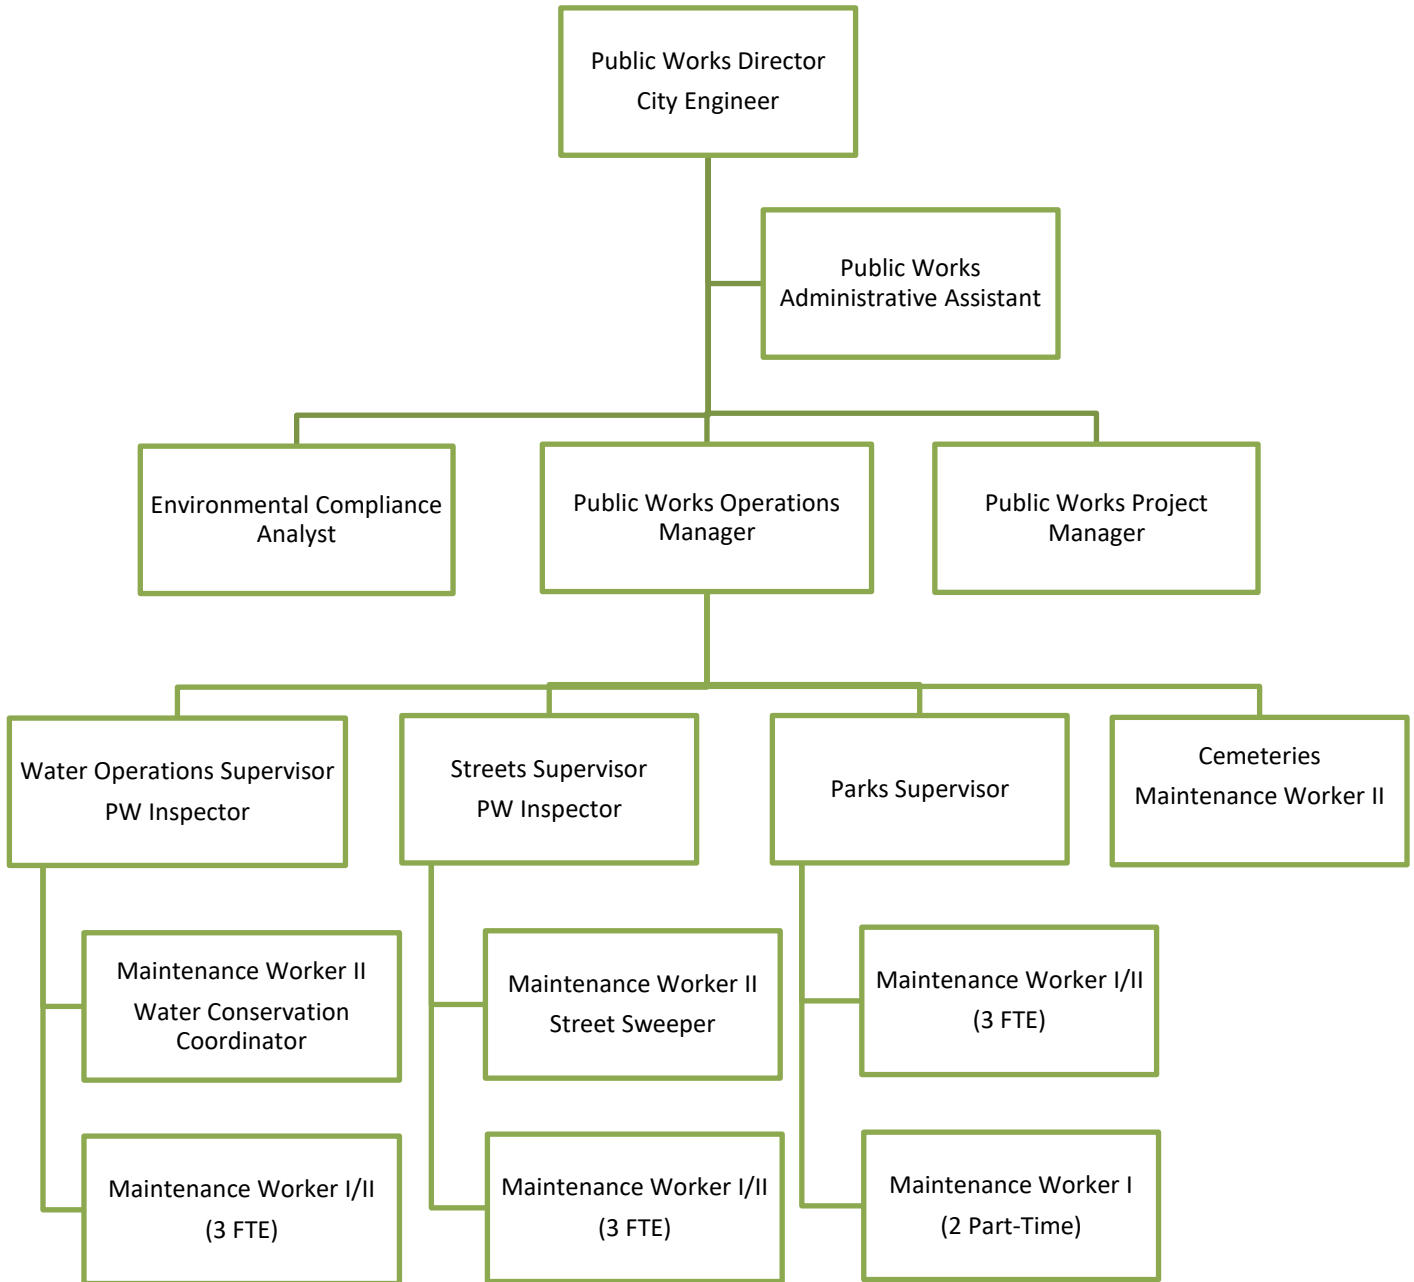 Public Works Director
City Engineer
Public Works
Administrative Assistant
Environmental Compliance
Analyst
Public Works Operations
Manager
Public Works Project
Manager
Water Operations Supervisor
PW Inspector
Streets Supervisor
PW Inspector
Parks Supervisor
Cemeteries
Maintenance Worker II
Maintenance Worker II
Water Conservation
Coordinator
Maintenance Worker II
Street Sweeper
Maintenance Worker I/II
(3 FTE)
Maintenance Worker I/II
(3 FTE)
Maintenance Worker I/II
(3 FTE)
Maintenance Worker I
(2 Part-Time)